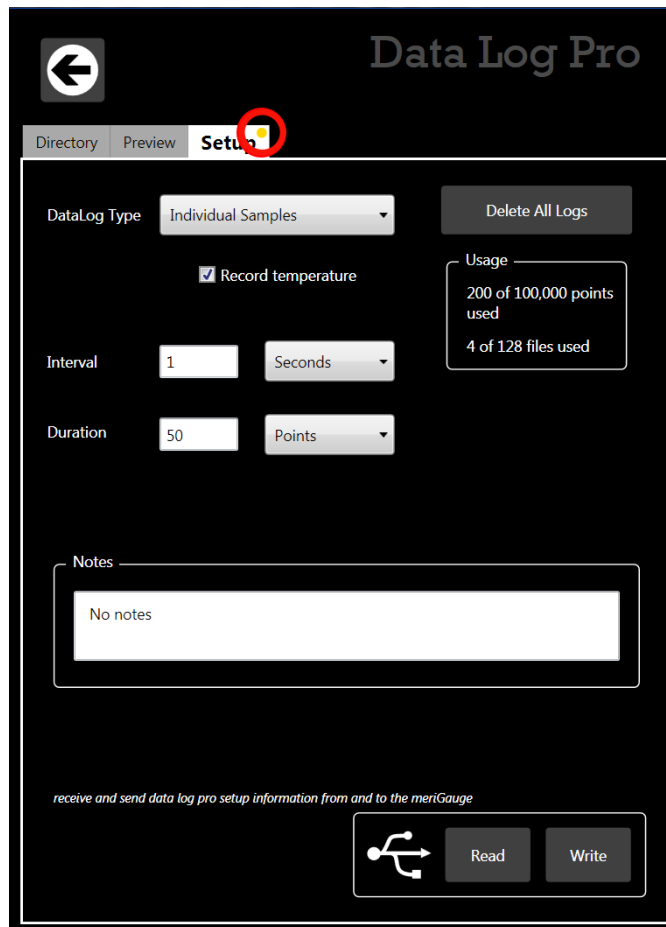 Data Log Pro
Directory Preview Setup
DataLog Type Individual Samples Delete All Logs
Record temperature
Usage
200 of 100,000 points
used
4 of 128 files used
Interval 1 Seconds
Duration 50 Points
Notes
No notes
receive and send data log pro setup information from and to the meriGauge
Read Write